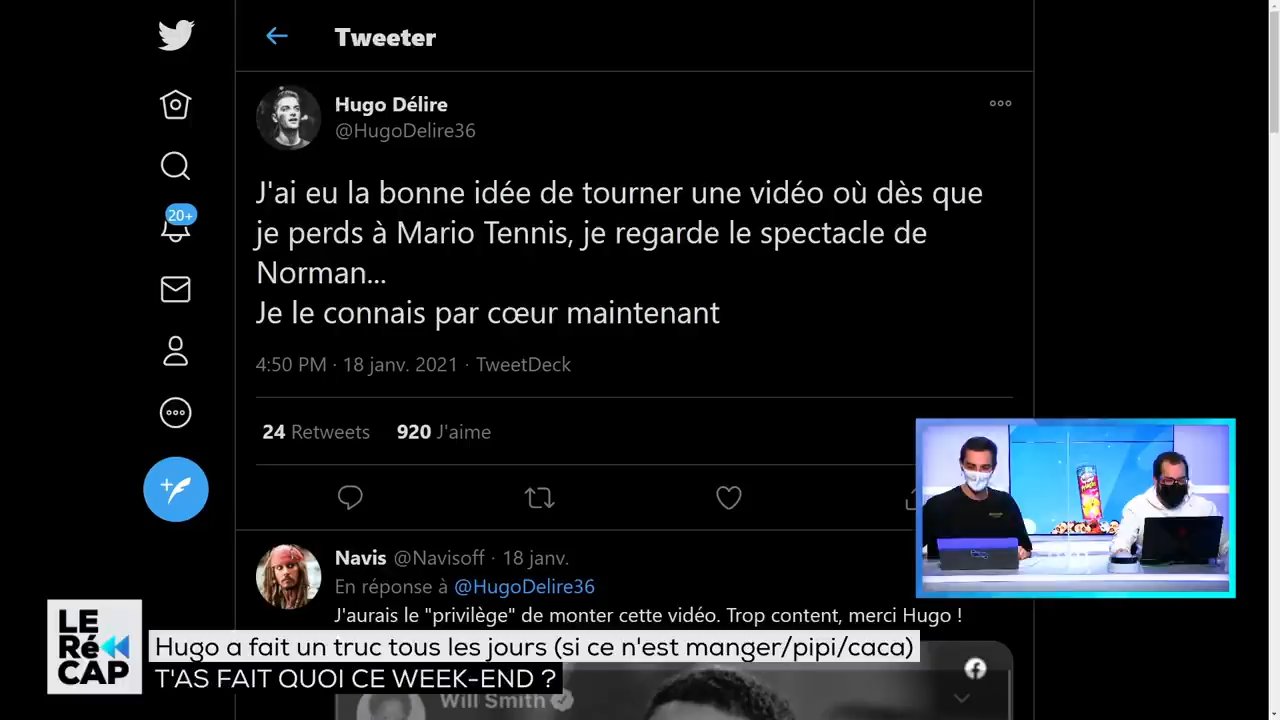 Tweeter
Hugo Délire
@HugoDelire36
J'ai eu la bonne idée de tourner une vidéo où dès que
je perds à Mario Tennis, je regarde le spectacle de
Norman...
Je le connais par cœur maintenant
20+
4:50 PM · 18 janv. 2021 · TweetDeck
24 Retweets 920 J'aime
Navis @Navisoff · 18 janv.
En réponse à @HugoDelire36
J'aurais le "privilège" de monter cette vidéo. Trop content, merci Hugo !
LE
Ré
CAP
Hugo a fait un truc tous les jours (si ce n'est manger/pipi/caca)
T'AS FAIT QUOI CE WEEK-END ?
Will Smith